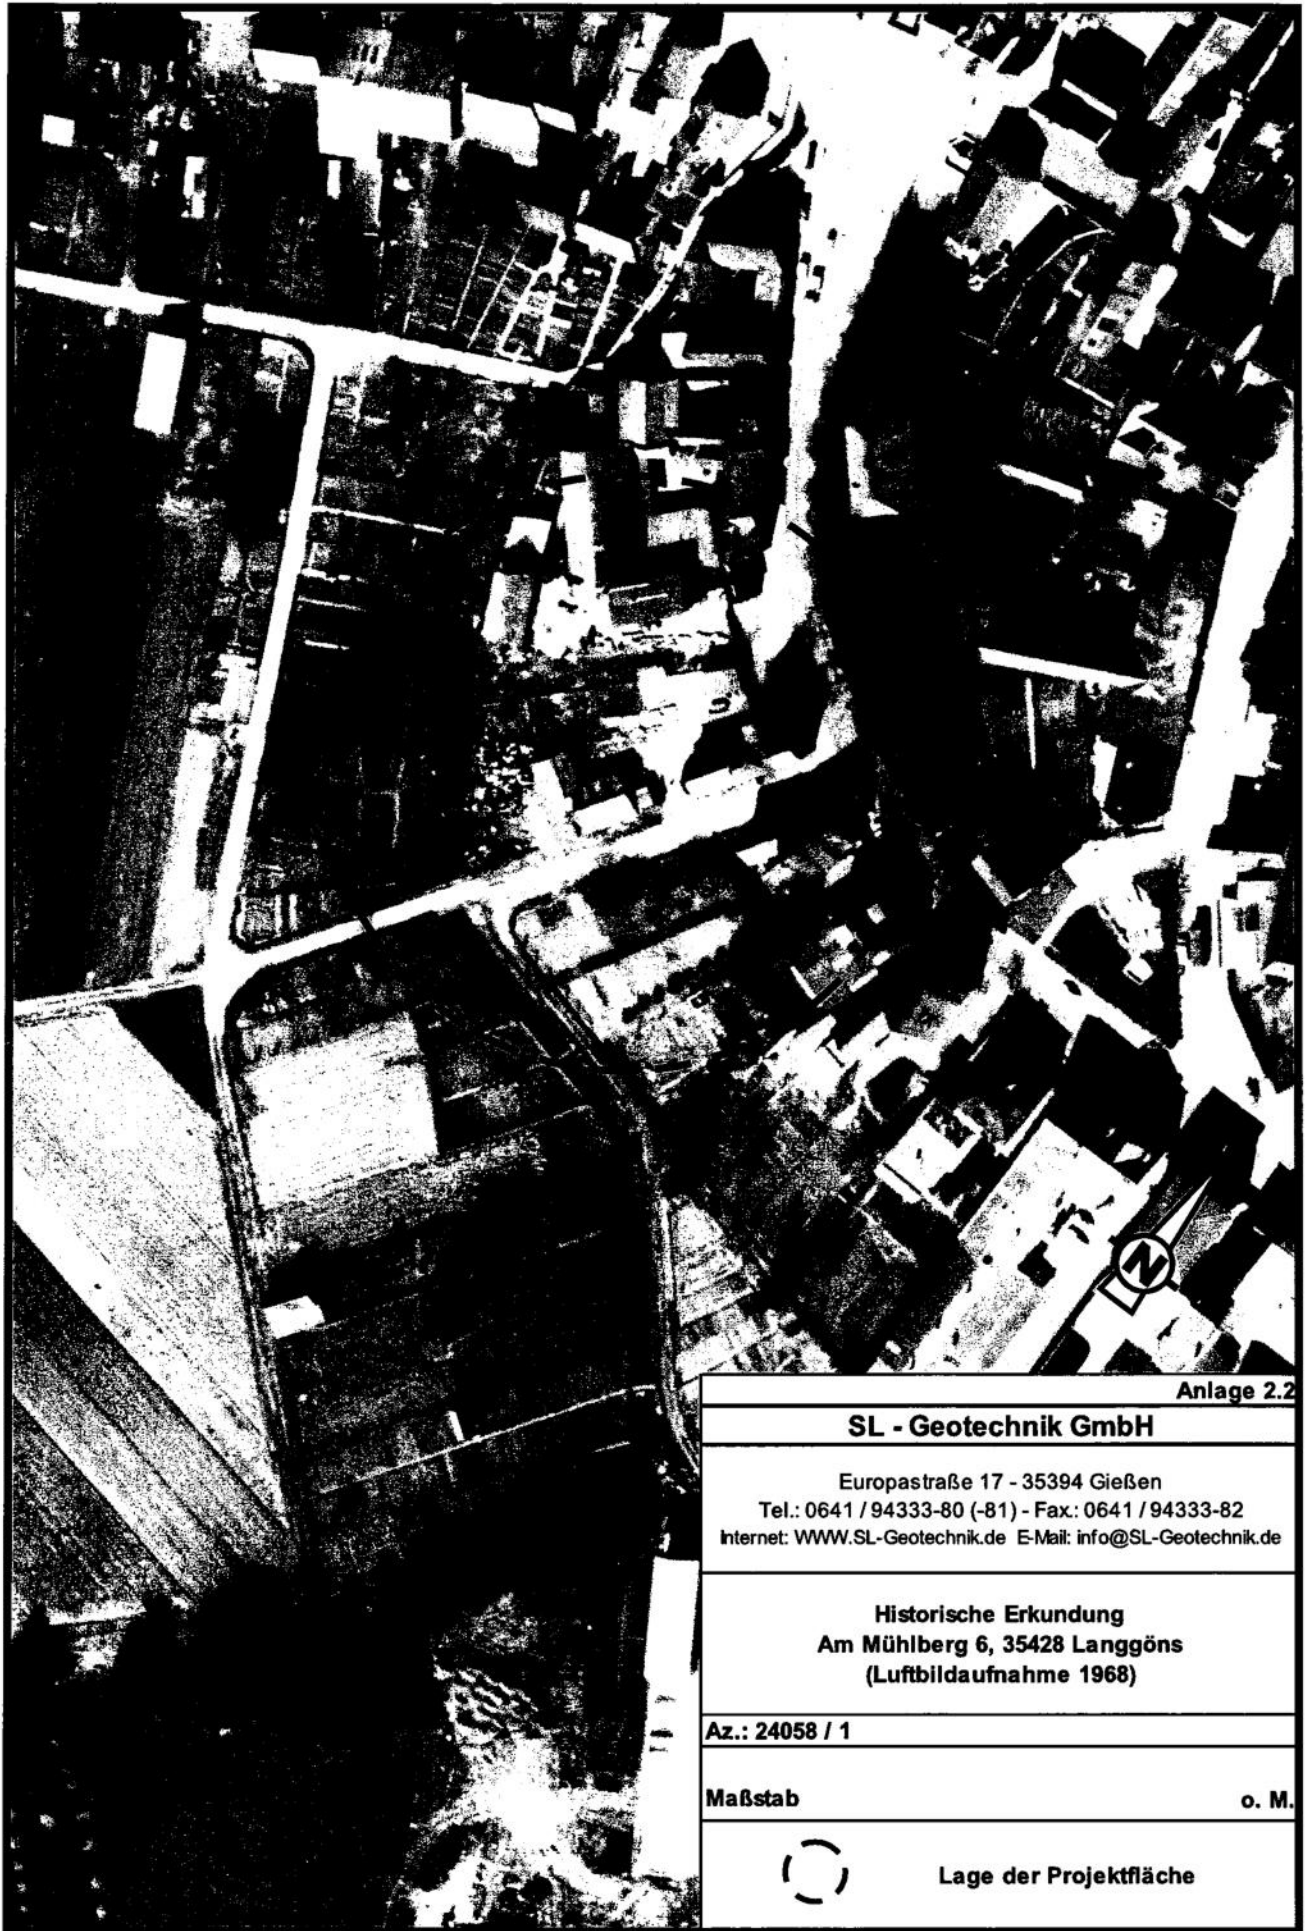 N
Anlage 2.2
SL - Geotechnik GmbH
Europastraße 17 - 35394 Gießen
Tel.: 0641 / 94333-80 (-81) - Fax.: 0641 / 94333-82
Internet: WWW.SL-Geotechnik.de E-Mail: info@SL-Geotechnik.de
Historische Erkundung
Am Mühlberg 6, 35428 Langgöns
(Luftbildaufnahme 1968)
Az.: 24058 / 1
Maßstab o. M.
Lage der Projektfläche